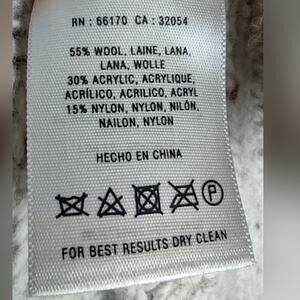 RN : 66170 CA : 32054
55% WOOL, LAINE, LANA,
LANA, WOLLE
30% ACRYLIC, ACRYLIQUE,
ACRÍLICO, ACRILICO, ACRYL
15% NYLON, NYLON, NILÓN,
NAILON, NYLON
HECHO EN CHINA
P
FOR BEST RESULTS DRY CLEAN